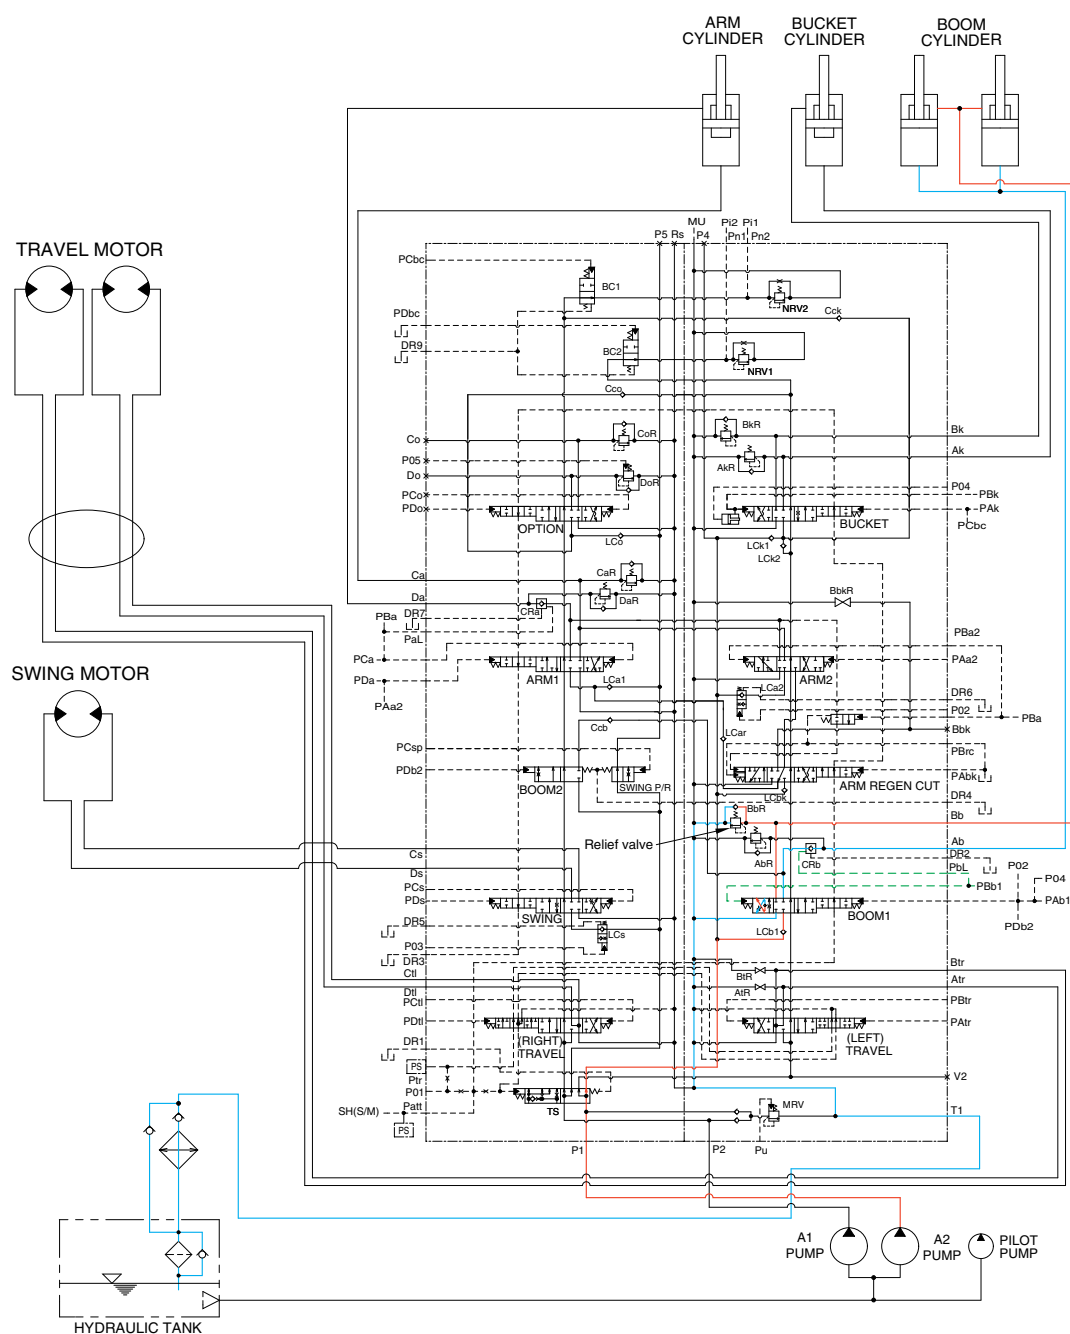 ARM
CYLINDER
BUCKET
CYLINDER
BOOM
CYLINDER
TRAVEL MOTOR
SWING MOTOR
MU
Pi2
Pi1
P5
Rs
P4
Pn1
Pn2
PCbc
BC1
NRV2
Cck
PDbc
DR9
BC2
NRV1
Cco
Co
CoR
BkR
Bk
P05
Do
DoR
AkR
Ak
PCo
PDo
OPTION
P04
PBk
PAk
PCbc
BUCKET
LCo
LCk1
LCk2
Ca
CaR
Da
DaR
CRa
BbkR
PBa
DR7
PaL
PCa
PDa
PAa2
ARM1
PBa2
PAa2
ARM2
LCa1
LCa2
DR6
P02
PBa
Ccb
LCar
Bbk
PCsp
PDb2
BOOM2
SWING P/R
PBrc
PAbk
ARM REGEN CUT
LCbk
DR4
BbR
Bb
Relief valve
AbR
Ab
CRb
DR2
PbL
P02
PBb1
P04
PAb1
PDb2
Cs
Ds
PCs
PDs
SWING
BOOM1
DR5
LCs
LCb1
P03
DR3
Ctl
BtR
Btr
AtR
Atr
Dtl
PCtl
PBtr
PDtl
PAtr
(RIGHT)
TRAVEL
(LEFT)
TRAVEL
DR1
PS
Ptr
P01
V2
TS
MRV
T1
SH(S/M)
Patt
PS
P1
P2
Pu
A1
PUMP
A2
PUMP
PILOT
PUMP
HYDRAULIC TANK